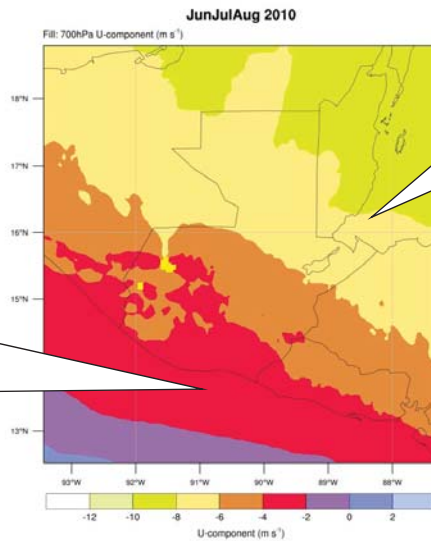 JunJulAug 2010
Fill: 700hPa U-component (m s⁻¹)
18°N
17°N
16°N
15°N
13°N
93°W 92°W 91°W 90°W 89°W 88°W
-12 -10 -8 -6 -4 -2 0 2
U-component (m s⁻¹)